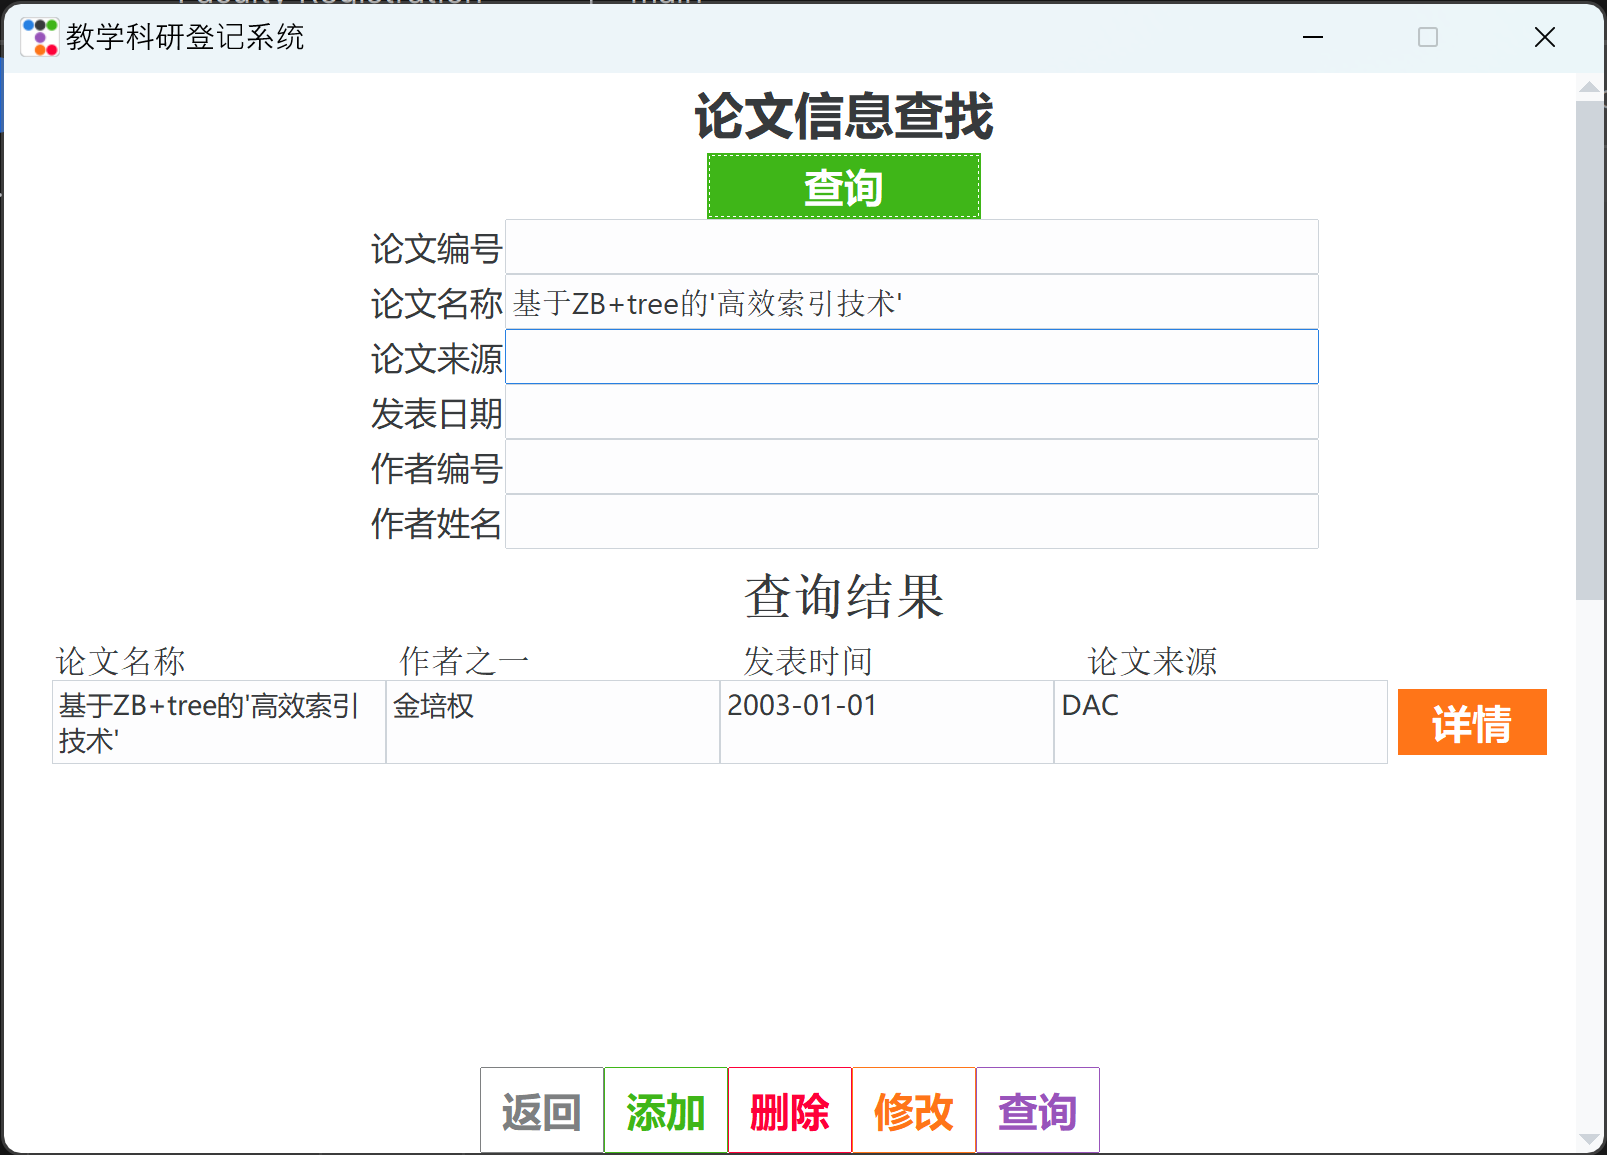 教学科研登记系统
论文信息查找
查询
论文编号
论文名称 基于ZB+tree的'高效索引技术'
论文来源
发表日期
作者编号
作者姓名
查询结果
论文名称 作者之一 发表时间 论文来源
基于ZB+tree的'高效索引 金培权 2003-01-01 DAC 详情
技术'
返回 添加 删除 修改 查询